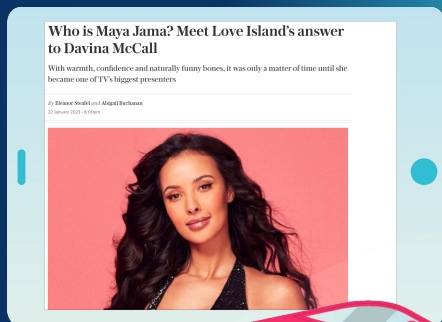 Who is Maya Jama? Meet Love Island's answer
to Davina McCall
With warmth, confidence and naturally funny bones, it was only a matter of time until she
became one of TV's biggest presenters
By Eleanor Steafel and Abigail Buchanan
22 January 2023 • 8:00pm